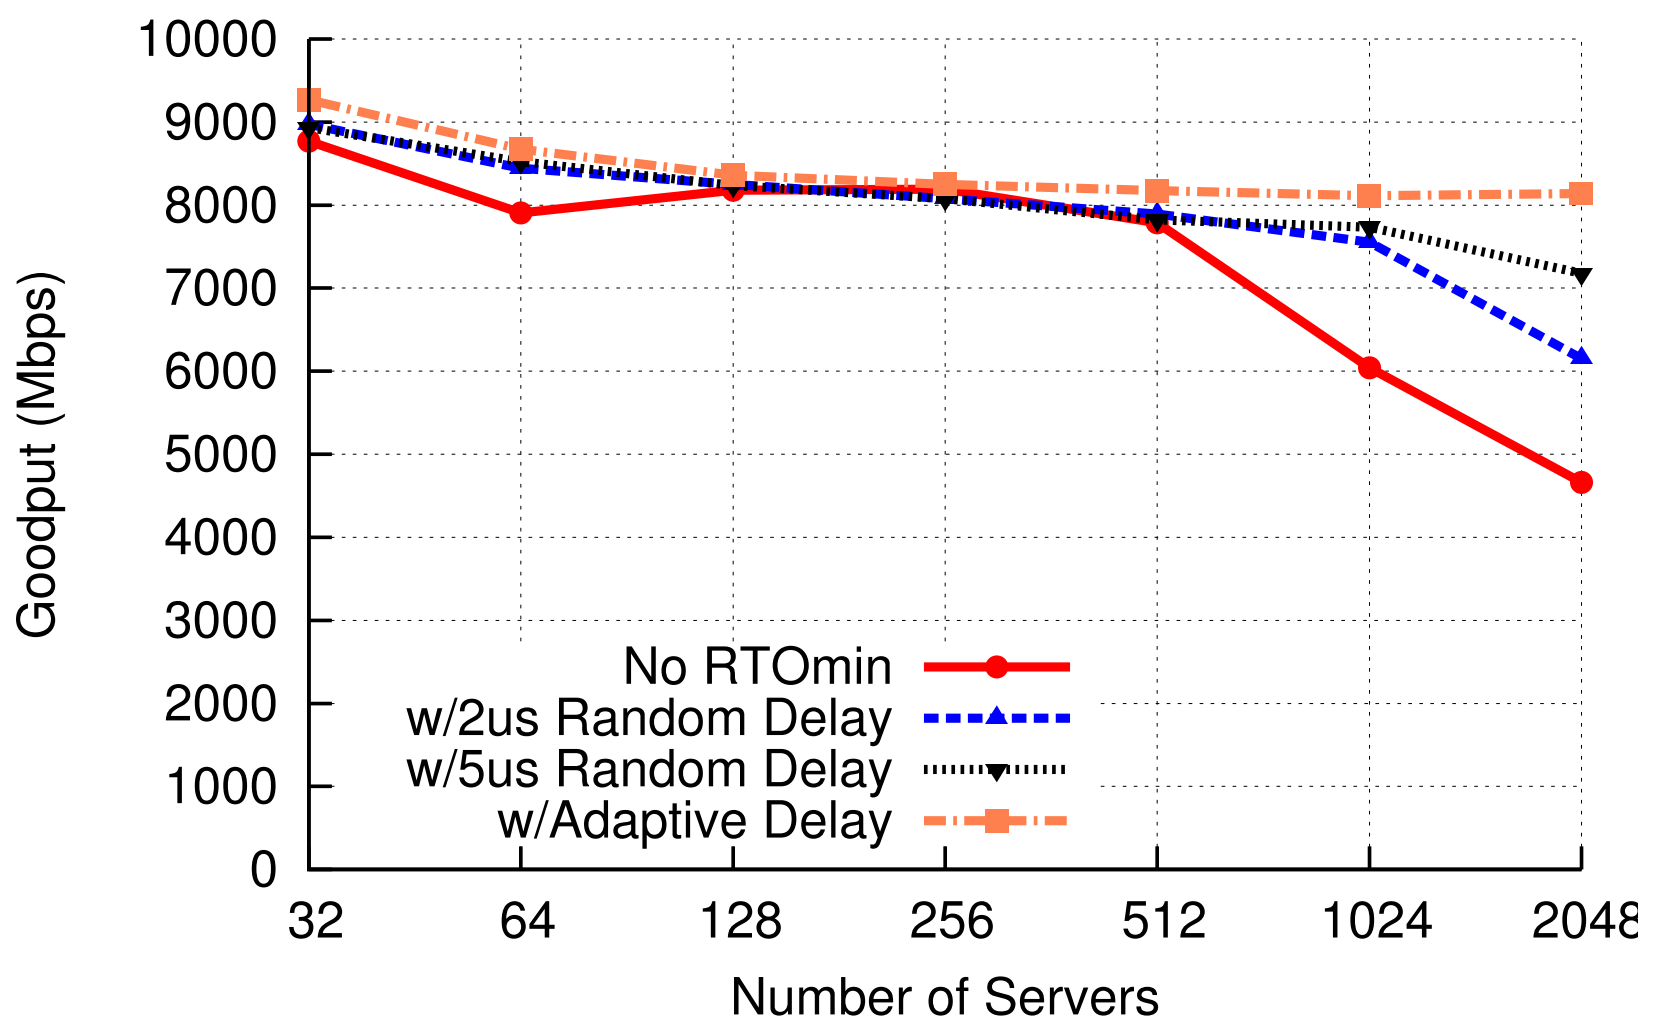 10000
9000
8000
7000
6000
5000
4000
3000
2000
1000
0
Goodput (Mbps)
No RTOmin
w/2us Random Delay
w/5us Random Delay
w/Adaptive Delay
32 64 128 256 512 1024 2048
Number of Servers